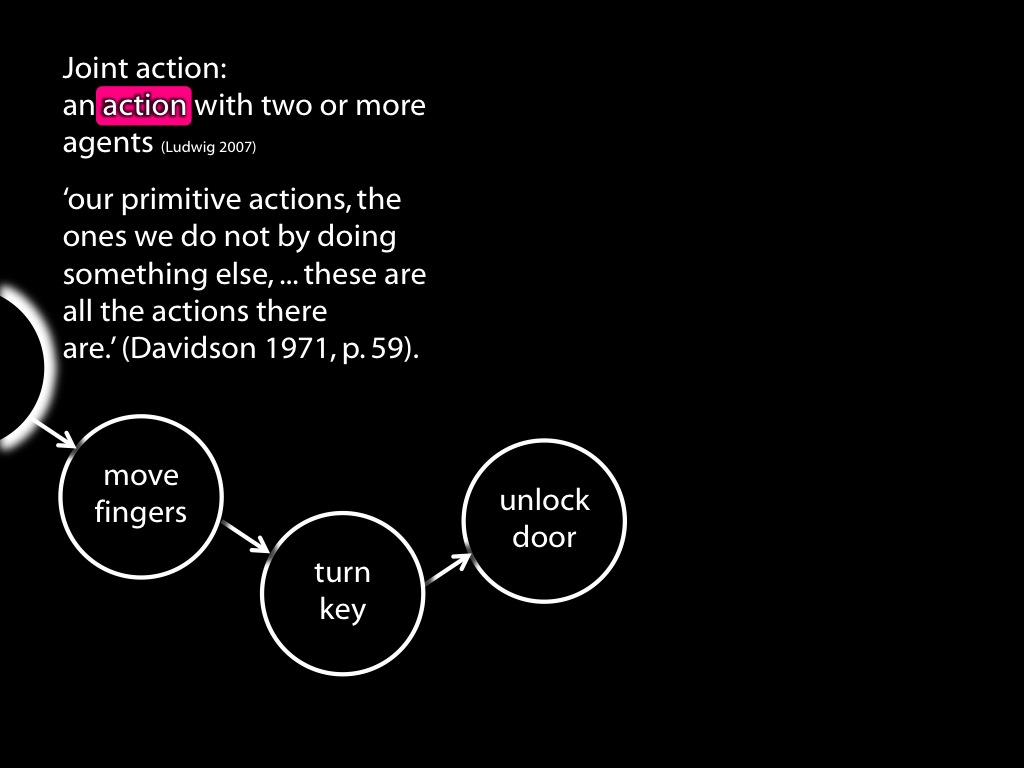 Joint action:
an action with two or more
agents (Ludwig 2007)
‘our primitive actions, the
ones we do not by doing
something else, ... these are
all the actions there
are.’ (Davidson 1971, p. 59).
move
fingers
turn
key
unlock
door